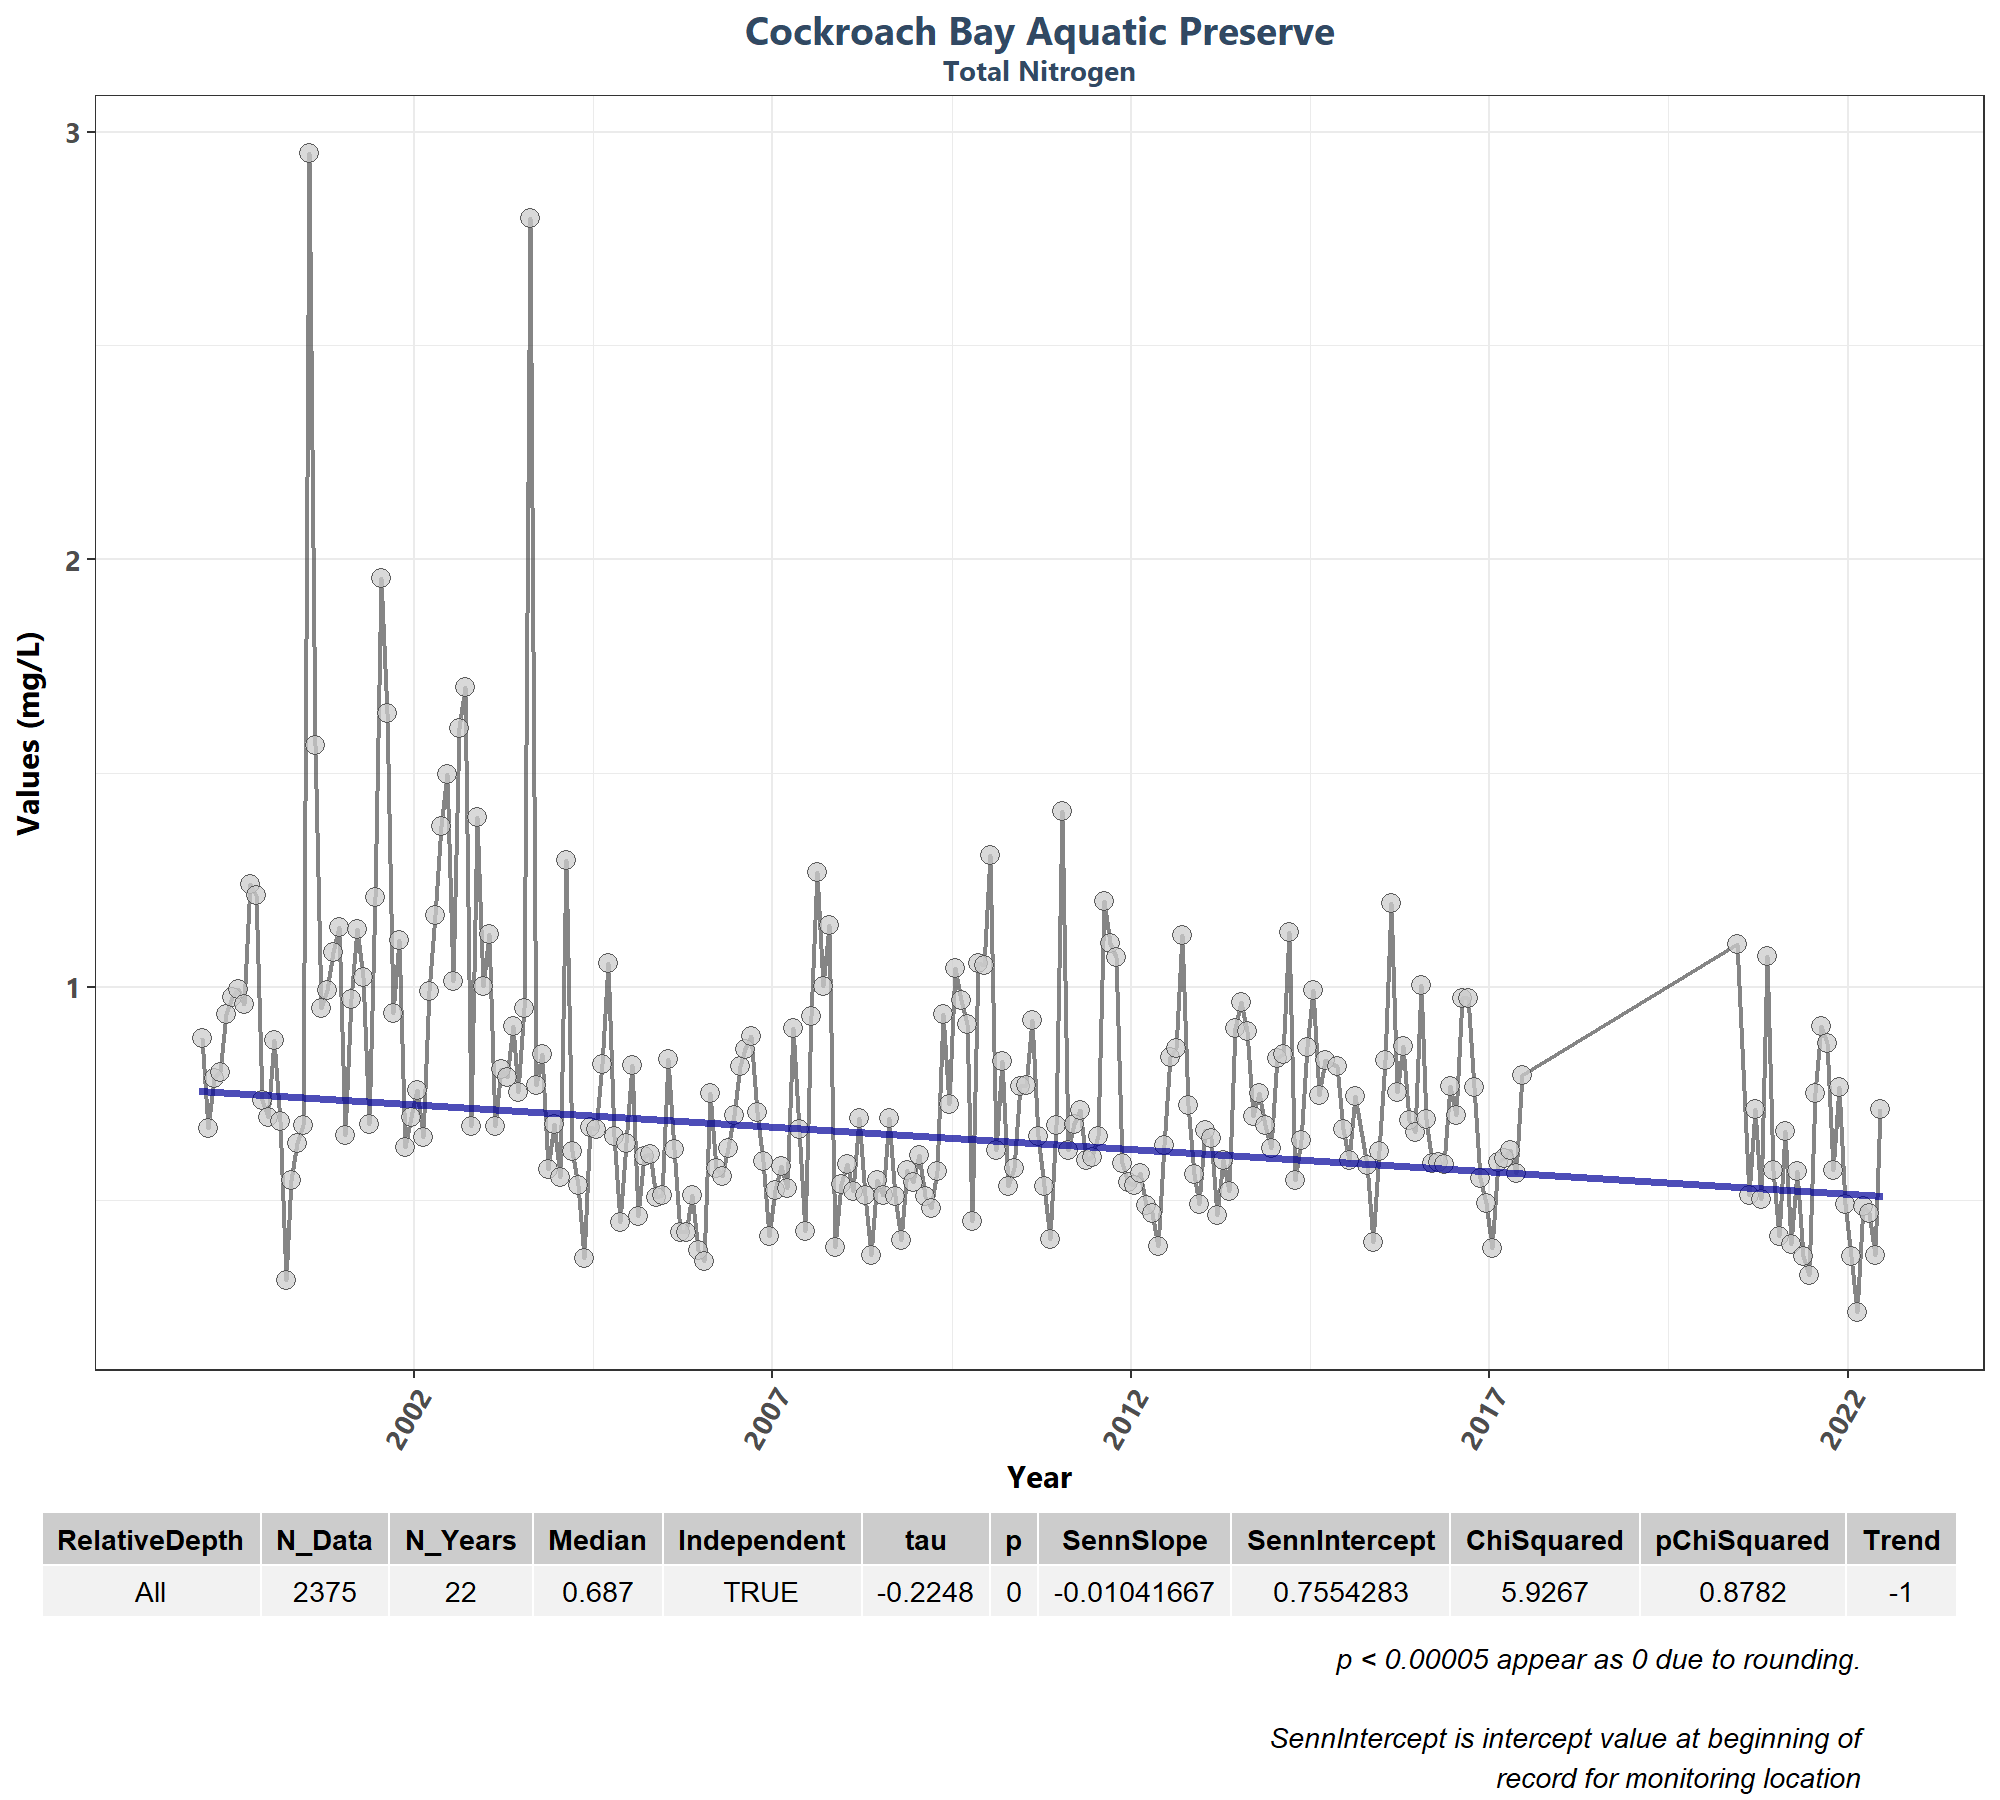 Cockroach Bay Aquatic Preserve
Total Nitrogen
Values (mg/L)
3
2
1
2002
2007
2012
2017
2022
Year
RelativeDepth N_Data N_Years Median Independent tau p SennSlope SennIntercept ChiSquared pChiSquared Trend
All 2375 22 0.687 TRUE -0.2248 0 -0.01041667 0.7554283 5.9267 0.8782 -1
p < 0.00005 appear as 0 due to rounding.
SennIntercept is intercept value at beginning of
record for monitoring location